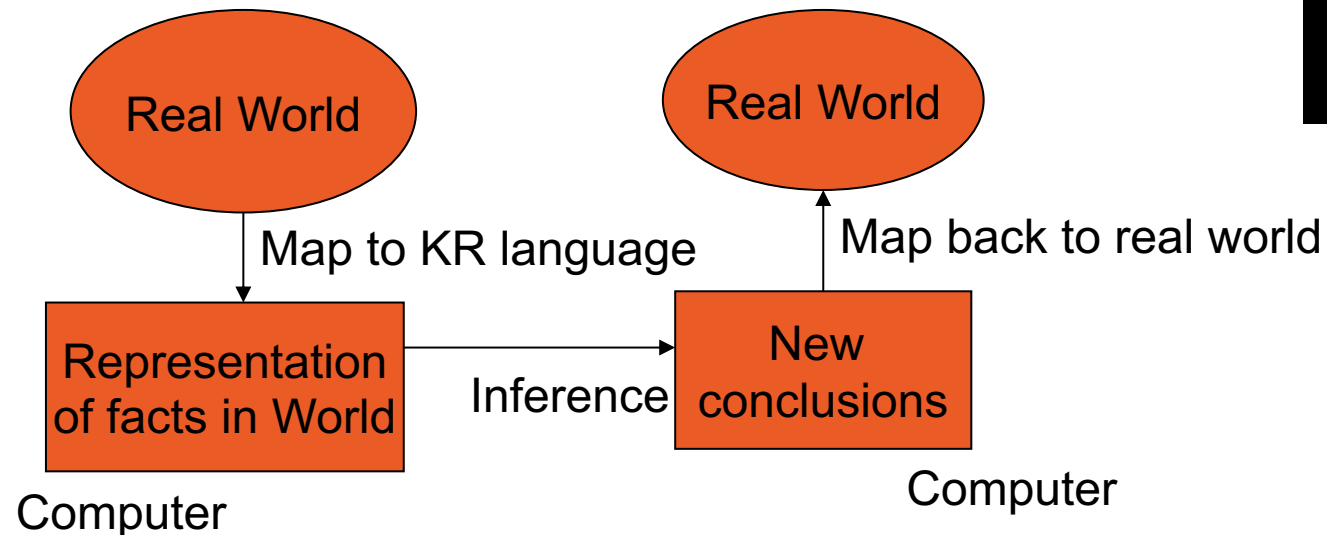 Real World
Real World
Map to KR language
Map back to real world
Representation
of facts in World
Inference
New
conclusions
Computer
Computer